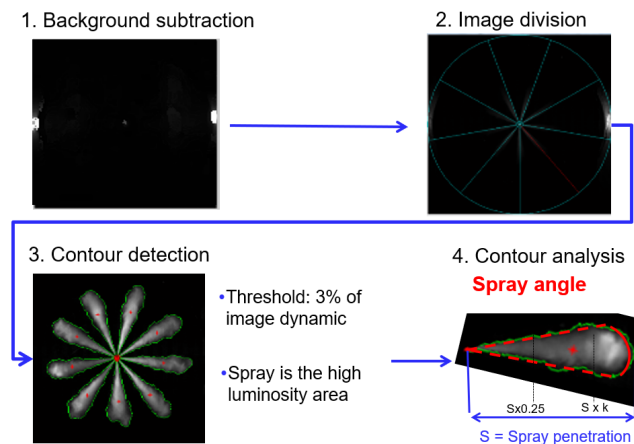 1. Background subtraction
2. Image division
3. Contour detection
•Threshold: 3% of
image dynamic
•Spray is the high
luminosity area
4. Contour analysis
Spray angle
Sx0.25
S x k
S = Spray penetration